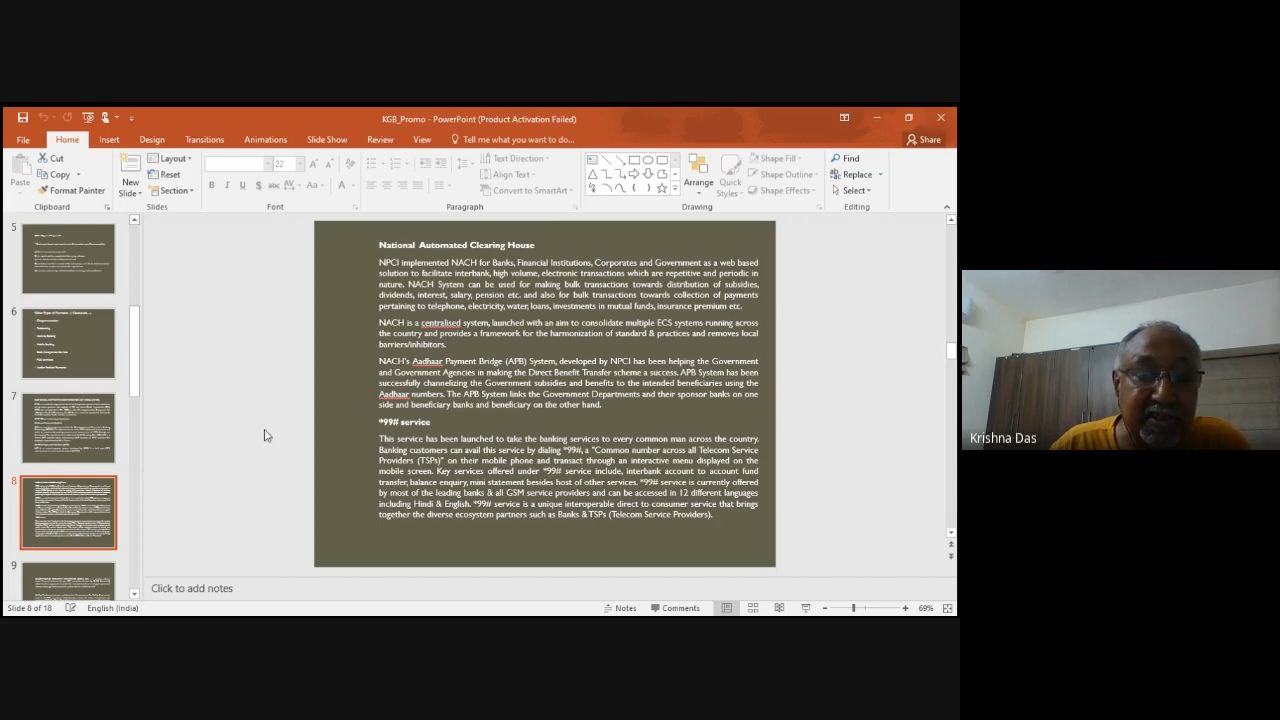 KGB_Promo - PowerPoint (Product Activation Failed)
File Home Insert Design Transitions Animations Slide Show Review View Tell me what you want to do... Share
Paste
Cut
Copy
Format Painter
Clipboard
New Slide
Layout
Reset
Section
Slides
22
Font
Paragraph
Text Direction
Align Text
Convert to SmartArt
Arrange
Quick Styles
Shape Fill
Shape Outline
Shape Effects
Drawing
Find
Replace
Select
Editing
5
6
7
8
9
National Automated Clearing House
NPCI implemented NACH for Banks, Financial Institutions, Corporates and Government as a web based
solution to facilitate interbank, high volume, electronic transactions which are repetitive and periodic in
nature. NACH System can be used for making bulk transactions towards distribution of subsidies,
dividends, interest, salary, pension etc. and also for bulk transactions towards collection of payments
pertaining to telephone, electricity, water, loans, investments in mutual funds, insurance premium etc.
NACH is a centralised system, launched with an aim to consolidate multiple ECS systems running across
the country and provides a framework for the harmonization of standard & practices and removes local
barriers/inhibitors.
NACH's Aadhaar Payment Bridge (APB) System, developed by NPCI has been helping the Government
and Government Agencies in making the Direct Benefit Transfer scheme a success. APB System has been
successfully channelizing the Government subsidies and benefits to the intended beneficiaries using the
Aadhaar numbers. The APB System links the Government Departments and their sponsor banks on one
side and beneficiary banks and beneficiary on the other hand.
*99# service
This service has been launched to take the banking services to every common man across the country.
Banking customers can avail this service by dialing *99#, a "Common number across all Telecom Service
Providers (TSPs)" on their mobile phone and transact through an interactive menu displayed on the
mobile screen. Key services offered under *99# service include, interbank account to account fund
transfer, balance enquiry, mini statement besides host of other services. *99# service is currently offered
by most of the leading banks & all GSM service providers and can be accessed in 12 different languages
including Hindi & English. *99# service is a unique interoperable direct to consumer service that brings
together the diverse ecosystem partners such as Banks & TSPs (Telecom Service Providers).
Click to add notes
Slide 8 of 18 English (India) Notes Comments 69%
Krishna Das